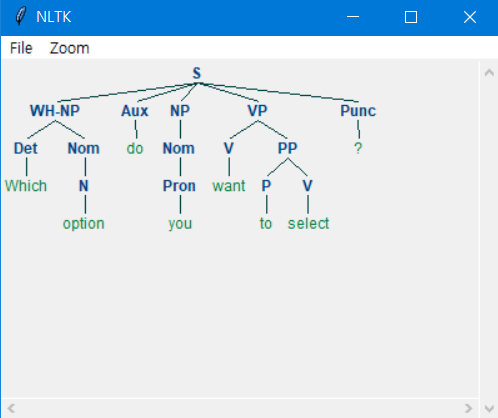 NLTK
File Zoom
S
WH-NP Aux NP VP Punc
Det Nom do Nom V PP ?
Which N Pron want P V
option you to select